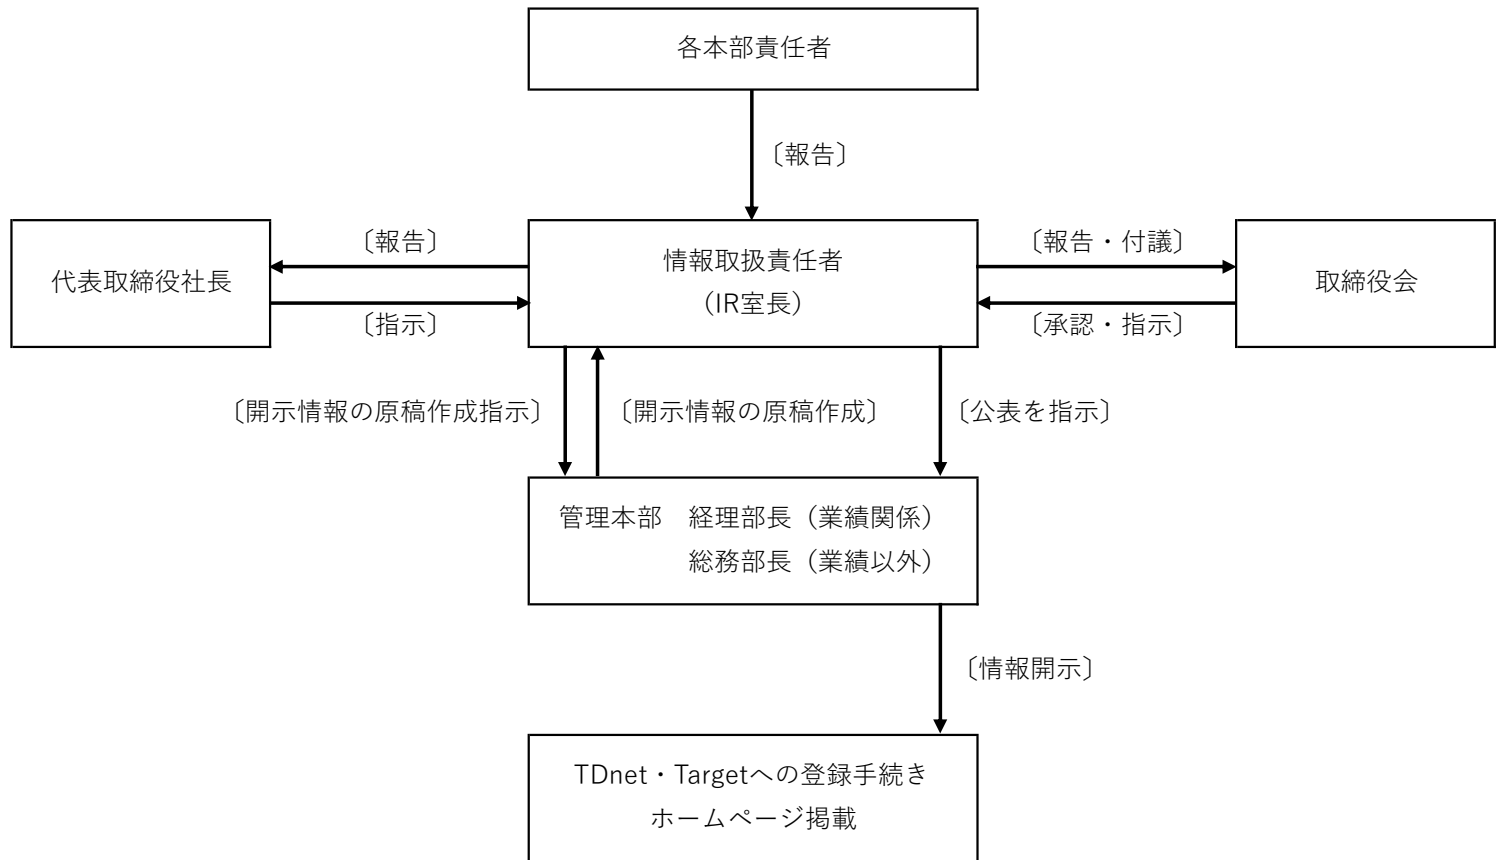 各本部責任者
〔報告〕
代表取締役社長
〔報告〕
〔指示〕
情報取扱責任者
（IR室長）
〔報告・付議〕
〔承認・指示〕
取締役会
〔開示情報の原稿作成指示〕
〔開示情報の原稿作成〕
〔公表を指示〕
管理本部　経理部長（業績関係）
総務部長（業績以外）
〔情報開示〕
TDnet・Targetへの登録手続き
ホームページ掲載